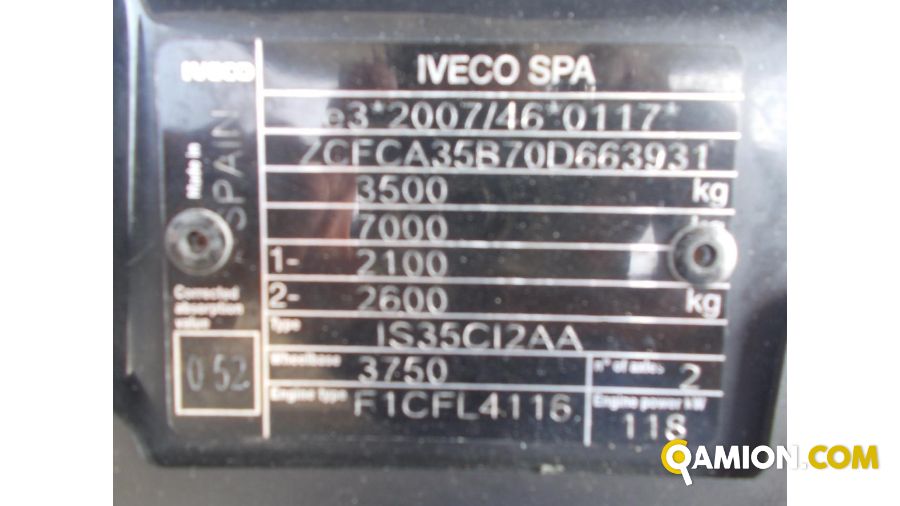 IVECO
IVECO SPA
Made in
SPAIN
e3*2007/46*0117*
ZCFCA35B70D663931
3500 kg
7000 kg
1- 2100
2- 2600 kg
Type IS35CI2AA
Wheelbase 3750
n° of axles 2
Engine type F1CFL4116.
Engine power kW 118
Corrected
absorption
value
0 52
QAMION.COM